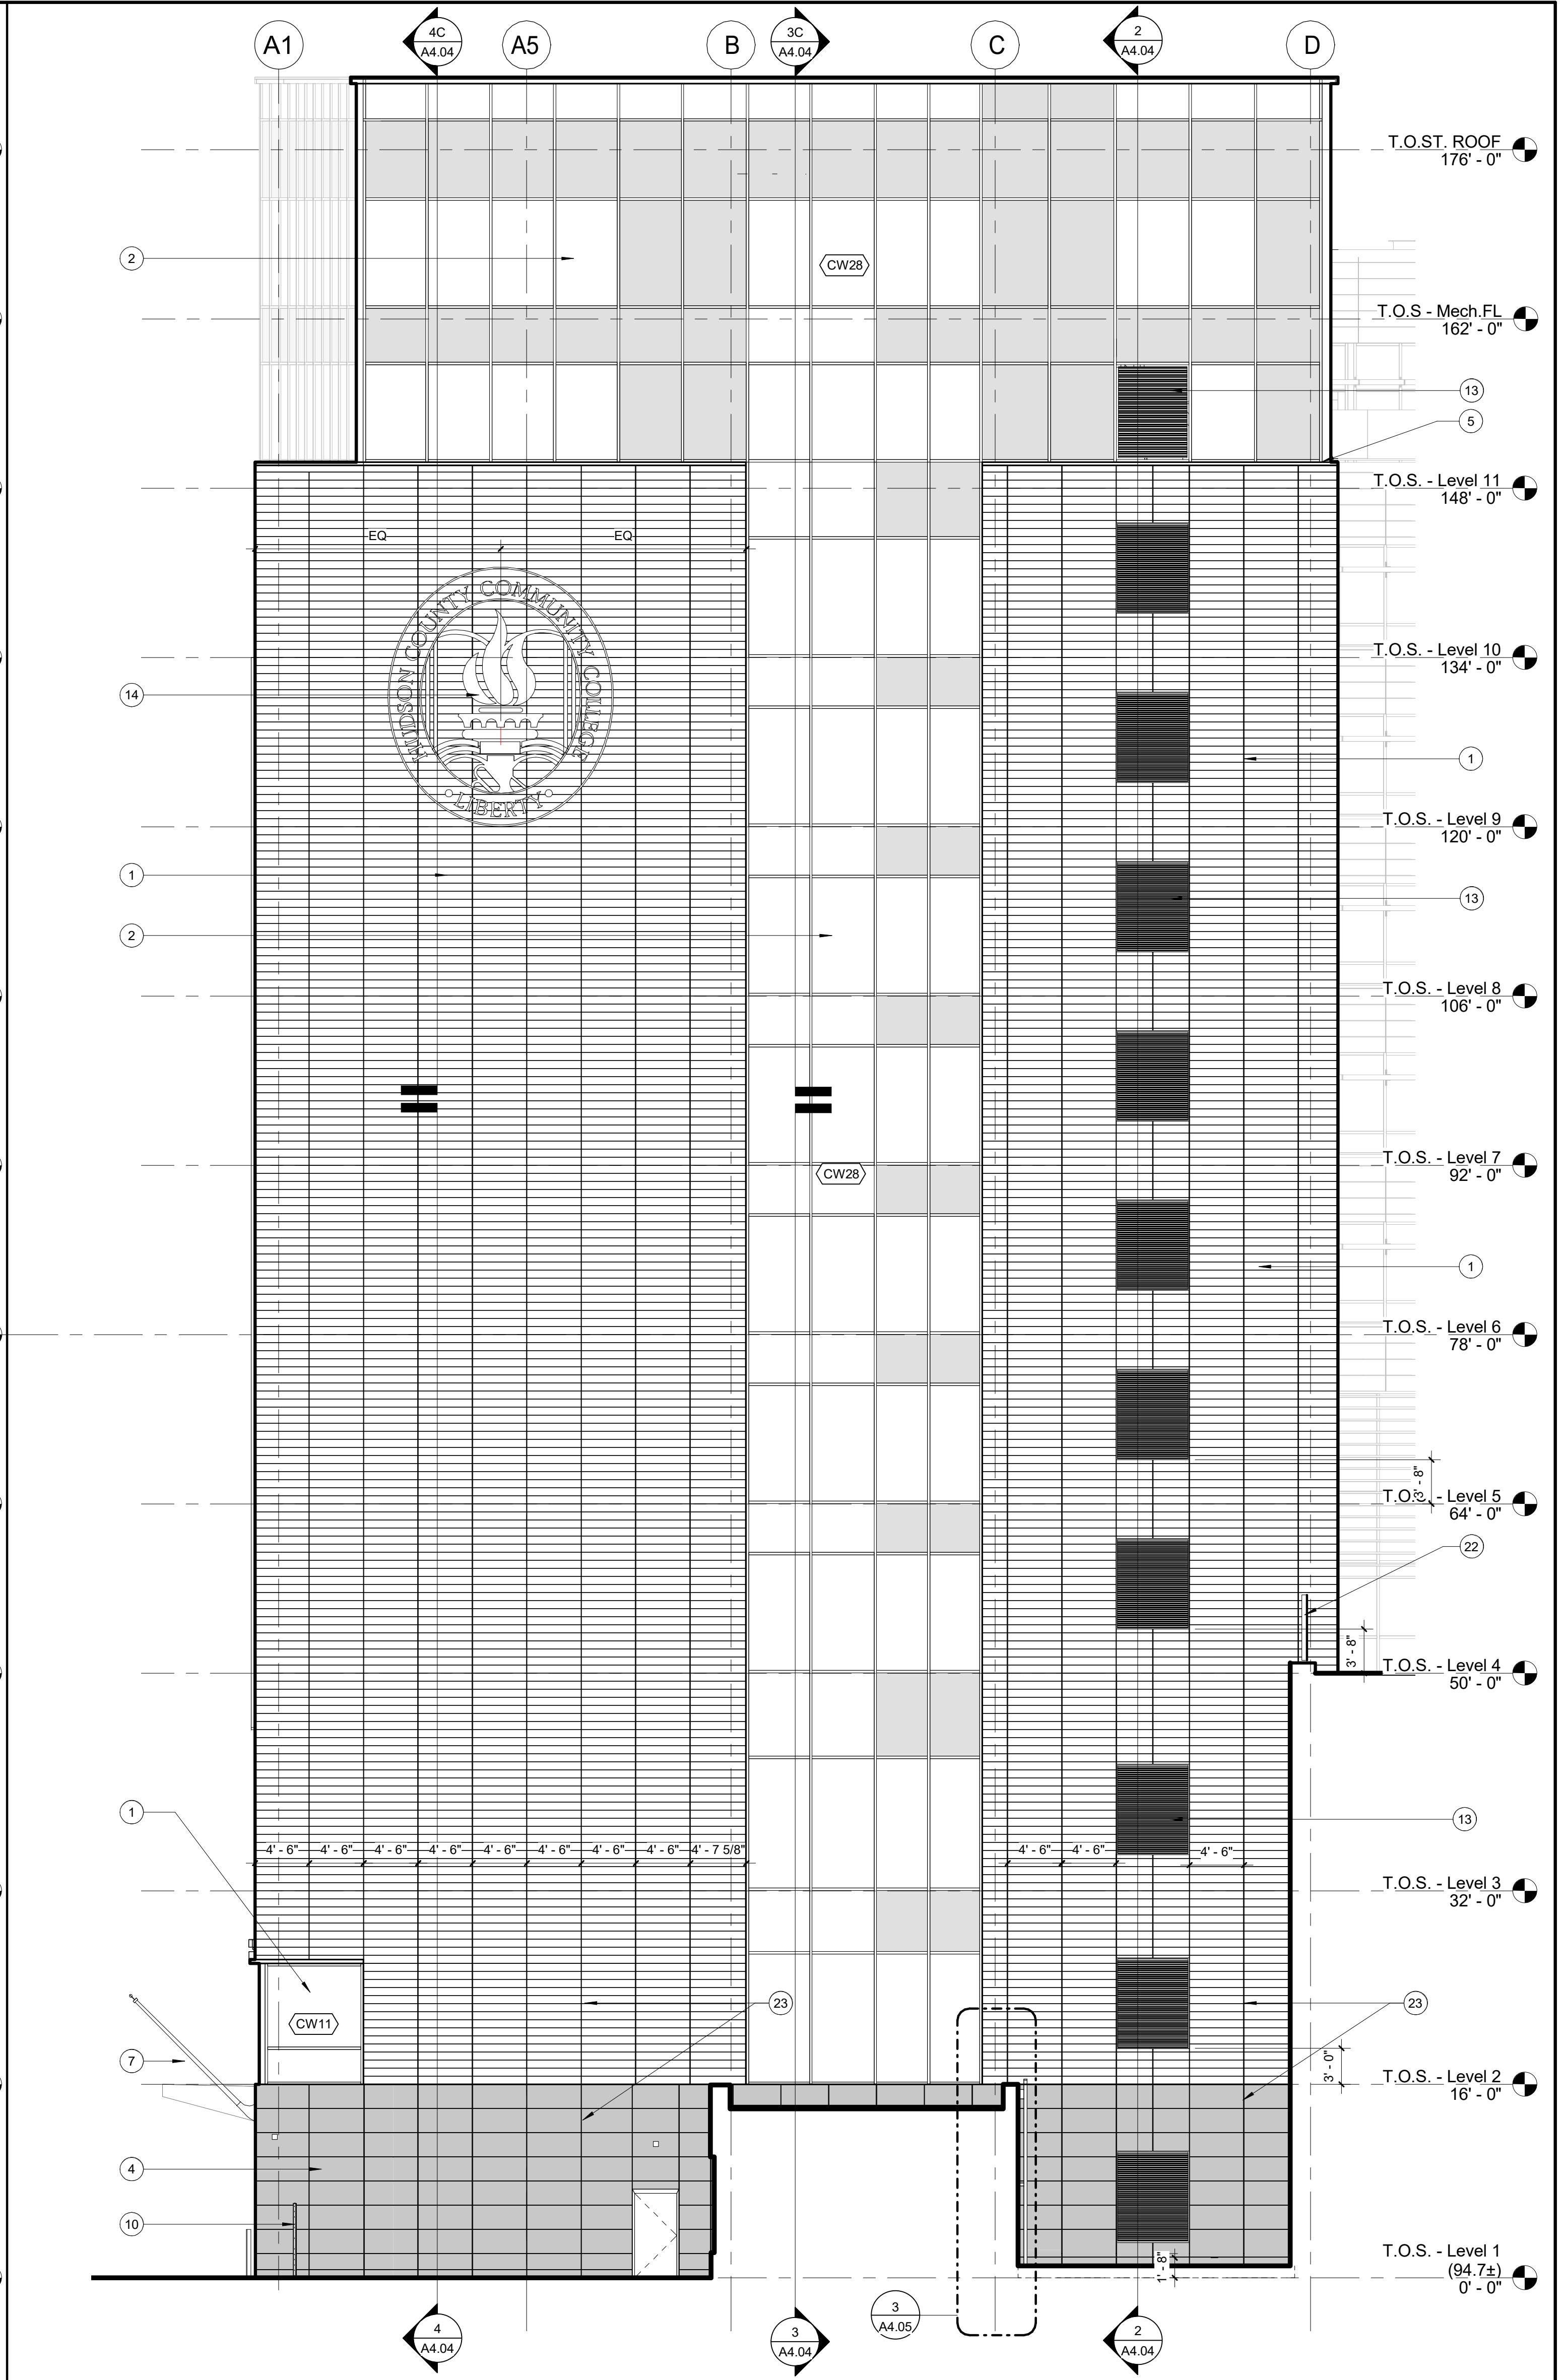 A1
4C
A4.04
A5
B
3C
A4.04
C
2
A4.04
D
T.O.ST. ROOF
176' - 0"
2
CW28
T.O.S - Mech.FL
162' - 0"
13
5
T.O.S. - Level 11
148' - 0"
EQ
EQ
HUDSON COUNTY COMMUNITY COLLEGE
LIBERTY
T.O.S. - Level 10
134' - 0"
14
1
T.O.S. - Level 9
120' - 0"
1
13
2
T.O.S. - Level 8
106' - 0"
T.O.S. - Level 7
92' - 0"
CW28
1
T.O.S. - Level 6
78' - 0"
3' - 8"
T.O.S. - Level 5
64' - 0"
22
3' - 8"
T.O.S. - Level 4
50' - 0"
1
13
4' - 6" 4' - 6" 4' - 6" 4' - 6" 4' - 6" 4' - 6" 4' - 6" 4' - 6" 4' - 7 5/8" 4' - 6" 4' - 6" 4' - 6"
T.O.S. - Level 3
32' - 0"
23
23
CW11
7
3' - 0"
T.O.S. - Level 2
16' - 0"
4
10
1' - 8"
T.O.S. - Level 1
(94.7±)
0' - 0"
3
A4.05
4
A4.04
3
A4.04
2
A4.04